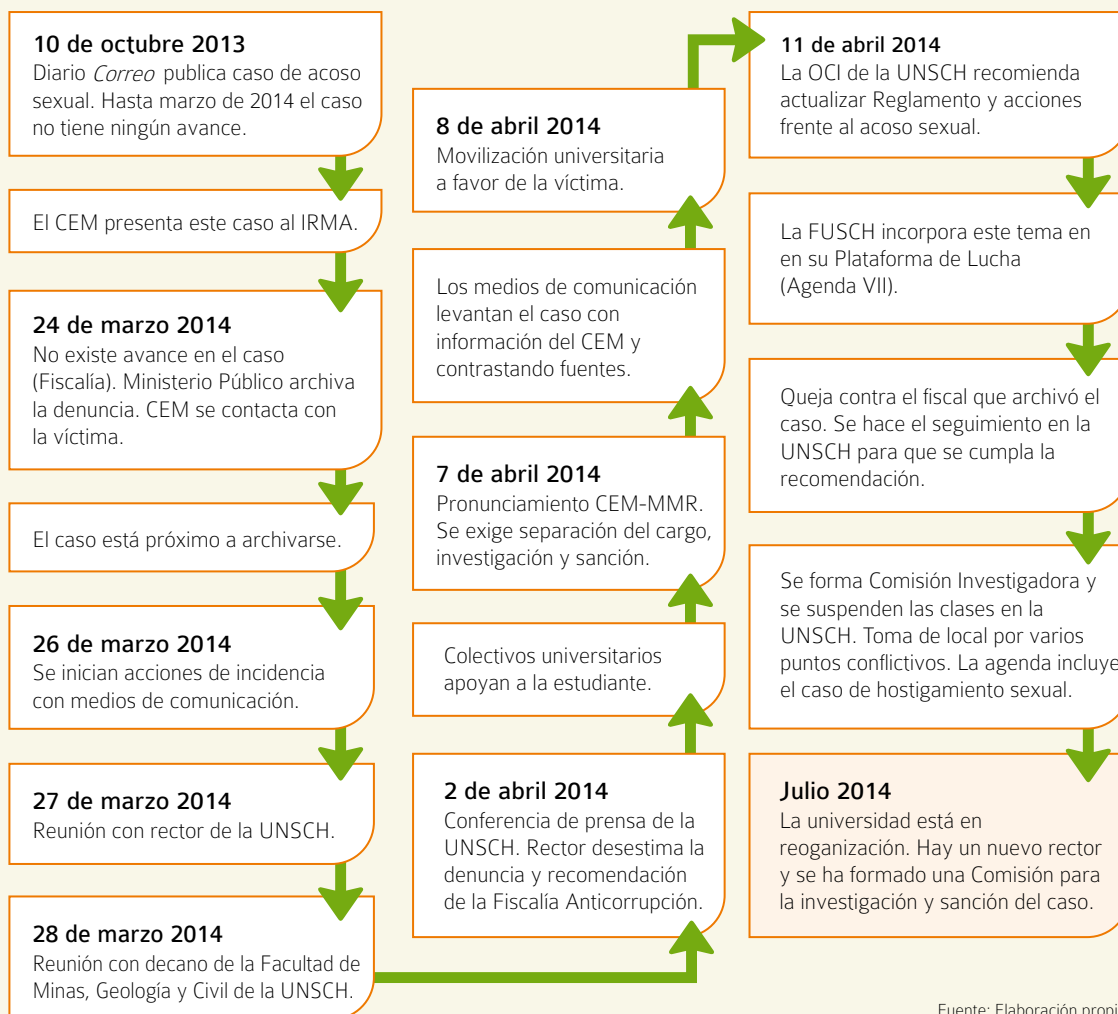 10 de octubre 2013
Diario Correo publica caso de acoso
sexual. Hasta marzo de 2014 el caso
no tiene ningún avance.
El CEM presenta este caso al IRMA.
24 de marzo 2014
No existe avance en el caso
(Fiscalía). Ministerio Público archiva
la denuncia. CEM se contacta con
la víctima.
El caso está próximo a archivarse.
26 de marzo 2014
Se inician acciones de incidencia
con medios de comunicación.
27 de marzo 2014
Reunión con rector de la UNSCH.
28 de marzo 2014
Reunión con decano de la Facultad de
Minas, Geología y Civil de la UNSCH.
2 de abril 2014
Conferencia de prensa de la
UNSCH. Rector desestima la
denuncia y recomendación
de la Fiscalía Anticorrupción.
Colectivos universitarios
apoyan a la estudiante.
7 de abril 2014
Pronunciamiento CEM-MMR.
Se exige separación del cargo,
investigación y sanción.
Los medios de comunicación
levantan el caso con
información del CEM y
contrastando fuentes.
8 de abril 2014
Movilización universitaria
a favor de la víctima.
11 de abril 2014
La OCI de la UNSCH recomienda
actualizar Reglamento y acciones
frente al acoso sexual.
La FUSCH incorpora este tema en
en su Plataforma de Lucha
(Agenda VII).
Queja contra el fiscal que archivó el
caso. Se hace el seguimiento en la
UNSCH para que se cumpla la
recomendación.
Se forma Comisión Investigadora y
se suspenden las clases en la
UNSCH. Toma de local por varios
puntos conflictivos. La agenda incluye
el caso de hostigamiento sexual.
Julio 2014
La universidad está en
reoganización. Hay un nuevo rector
y se ha formado una Comisión para
la investigación y sanción del caso.
Fuente: Elaboración propi